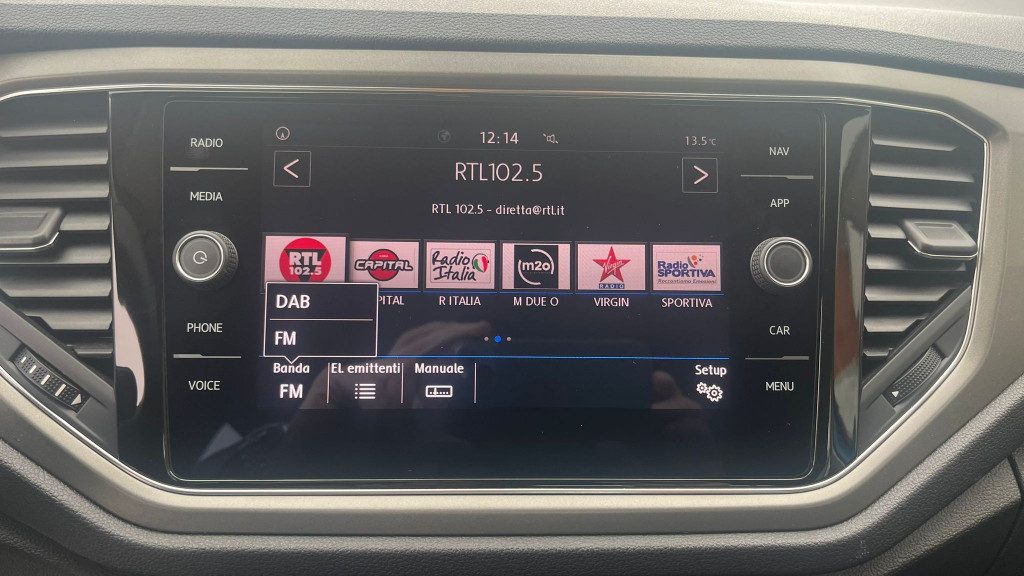 RADIO
12:14
13.5°C
NAV
RTL102.5
MEDIA
APP
RTL 102.5 - diretta@rtl.it
RTL
102.5
CAPITAL
Radio
Italia
m2o
Virgin
RADIO
Radio
SPORTIVA
Raccontiamo Emozioni
PITAL
R ITALIA
M DUE O
VIRGIN
SPORTIVA
DAB
FM
PHONE
CAR
Banda
EL emittenti
Manuale
Setup
FM
VOICE
MENU